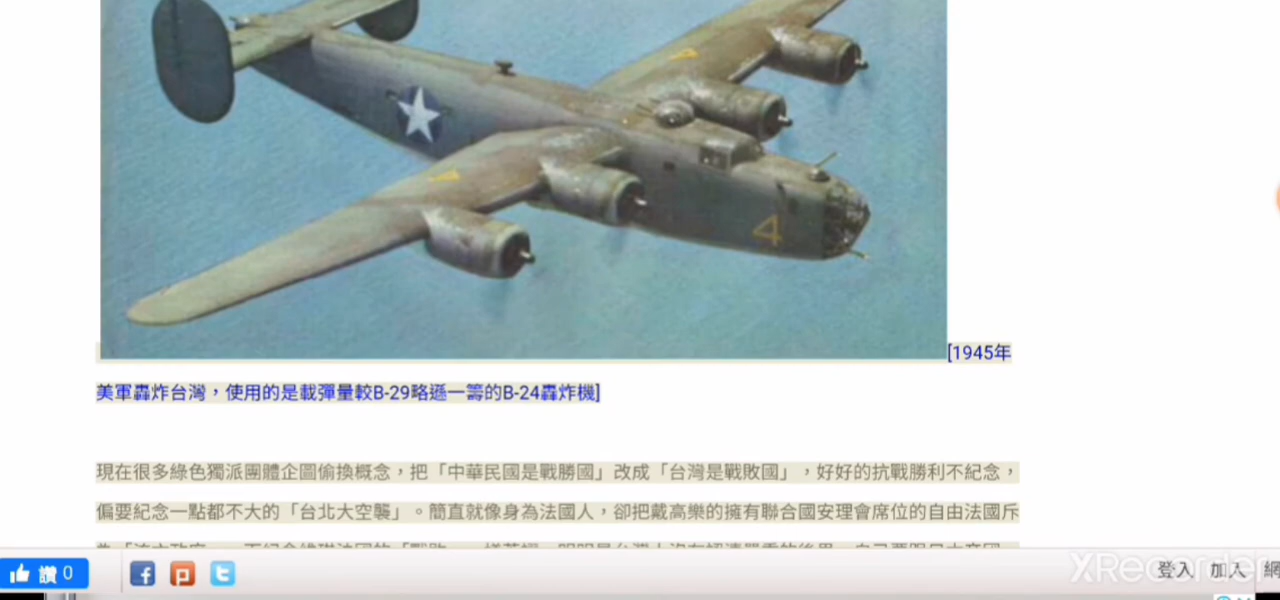 4
[1945年
美軍轟炸台灣，使用的是載彈量較B-29略遜一籌的B-24轟炸機]
現在很多綠色獨派團體企圖偷換概念，把「中華民國是戰勝國」改成「台灣是戰敗國」，好好的抗戰勝利不紀念，
偏要紀念一點都不大的「台北大空襲」。簡直就像身為法國人，卻把戴高樂的擁有聯合國安理會席位的自由法國斥
讚 0
XRecorder
登入 加入 網